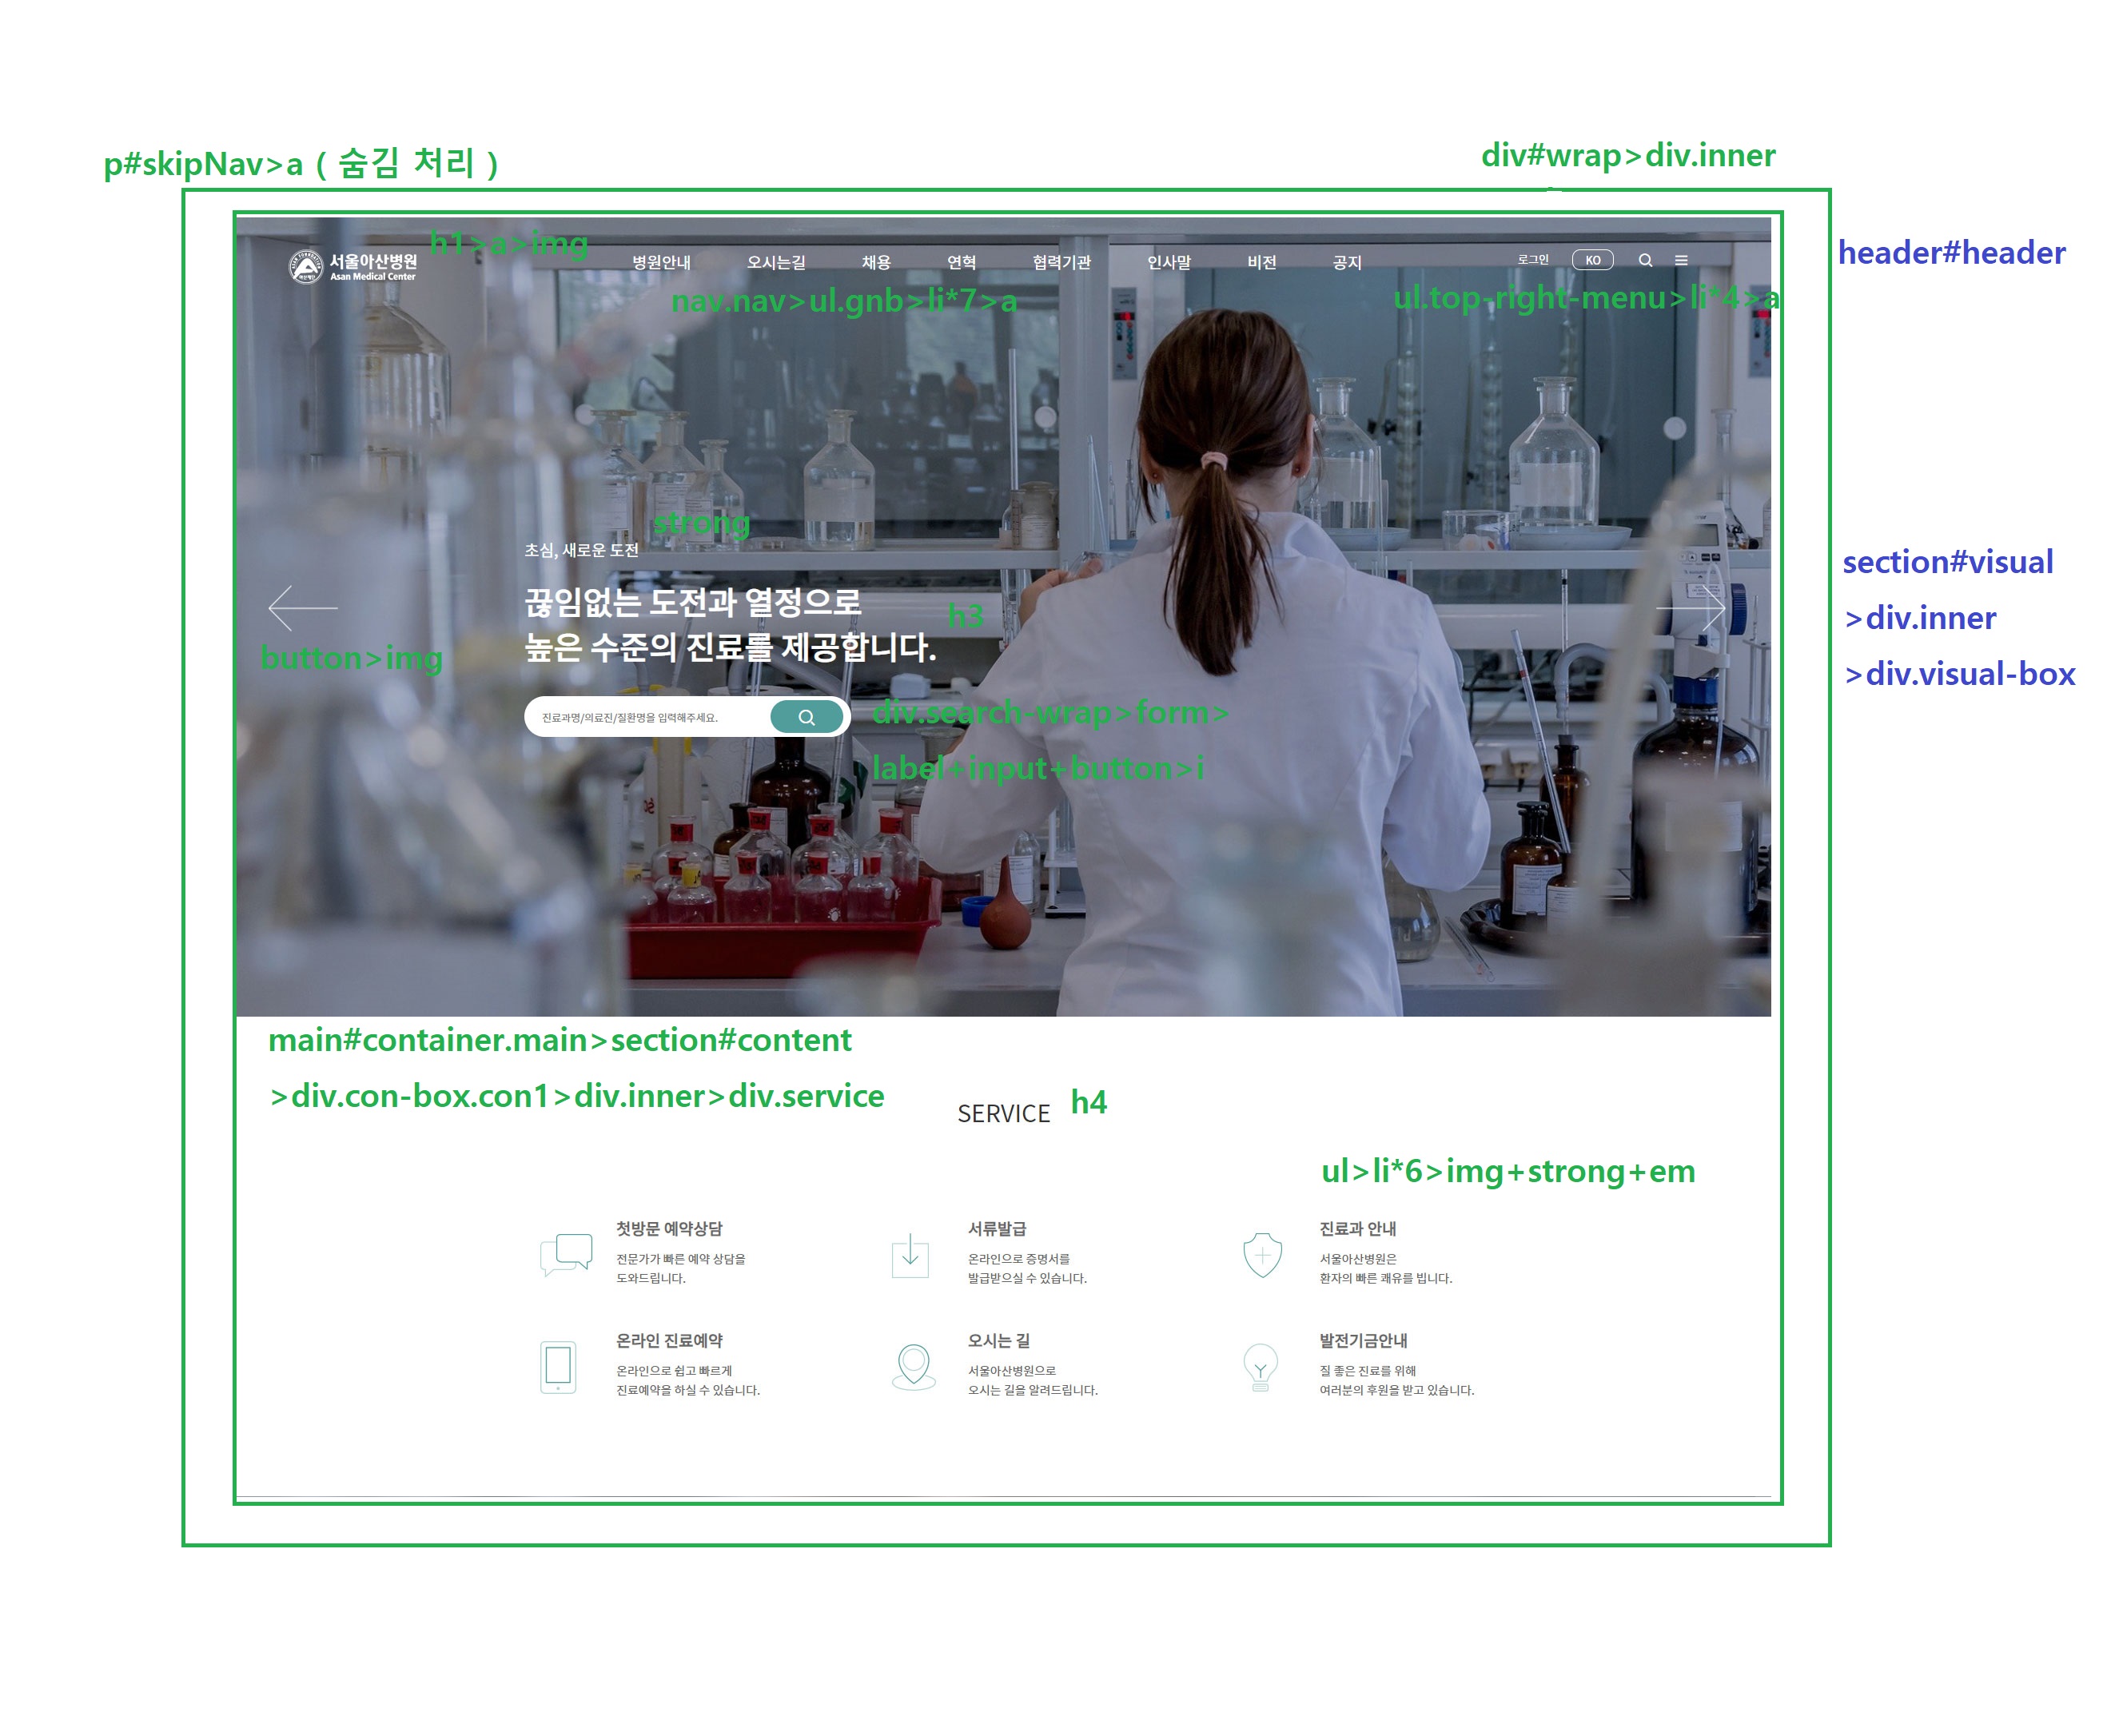 p#skipNav>a ( 숨김 처리 )
div#wrap>div.inner
h1>a>img
header#header
서울아산병원
Asan Medical Center
병원안내 오시는길 채용 연혁 협력기관 인사말 비전 공지
로그인 KO
nav.nav>ul.gnb>li*7>a
ul.top-right-menu>li*4>a
strong
초심, 새로운 도전
section#visual
>div.inner
>div.visual-box
끊임없는 도전과 열정으로
높은 수준의 진료를 제공합니다.
h3
button>img
진료과명/의료진/질환명을 입력해주세요.
div.search-wrap>form>
label+input+button>i
main#container.main>section#content
>div.con-box.con1>div.inner>div.service
SERVICE
h4
ul>li*6>img+strong+em
첫방문 예약상담
전문가가 빠른 예약 상담을
도와드립니다.
서류발급
온라인으로 증명서를
발급받으실 수 있습니다.
진료과 안내
서울아산병원은
환자의 빠른 쾌유를 빕니다.
온라인 진료예약
온라인으로 쉽고 빠르게
진료예약을 하실 수 있습니다.
오시는 길
서울아산병원으로
오시는 길을 알려드립니다.
발전기금안내
질 좋은 진료를 위해
여러분의 후원을 받고 있습니다.